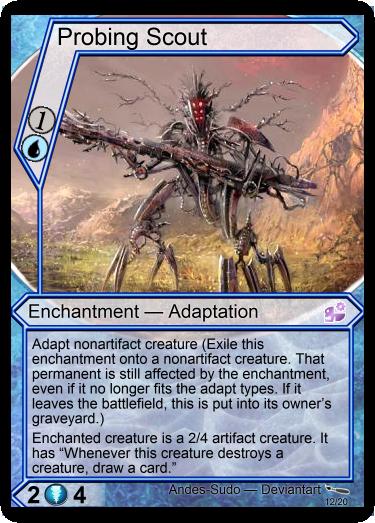 Probing Scout
1
Enchantment — Adaptation
Adapt nonartifact creature (Exile this
enchantment onto a nonartifact creature. That
permanent is still affected by the enchantment,
even if it no longer fits the adapt types. If it
leaves the battlefield, this is put into its owner's
graveyard.)
Enchanted creature is a 2/4 artifact creature. It
has “Whenever this creature destroys a
creature, draw a card.”
2 4
Andes-Sudo — Deviantart
12/20